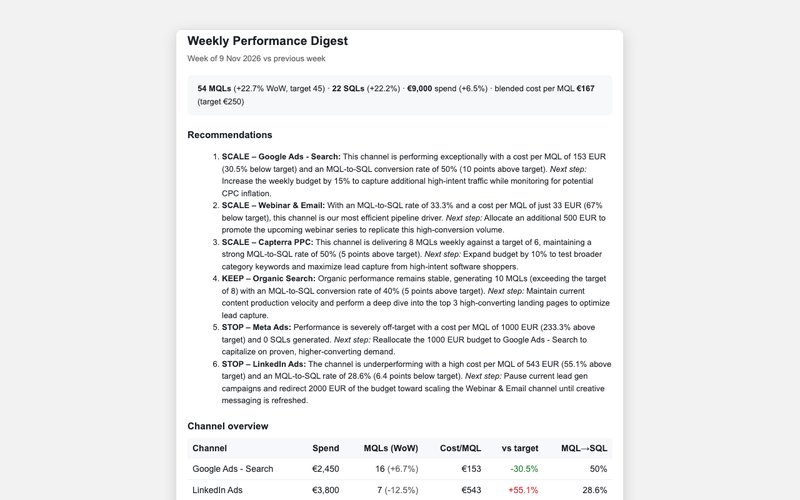 Weekly Performance Digest
Week of 9 Nov 2026 vs previous week
54 MQLs (+22.7% WoW, target 45) · 22 SQLs (+22.2%) · €9,000 spend (+6.5%) · blended cost per MQL €167
(target €250)
Recommendations
1. SCALE – Google Ads - Search: This channel is performing exceptionally with a cost per MQL of 153 EUR
(30.5% below target) and an MQL-to-SQL conversion rate of 50% (10 points above target). Next step:
Increase the weekly budget by 15% to capture additional high-intent traffic while monitoring for potential
CPC inflation.
2. SCALE – Webinar & Email: With an MQL-to-SQL rate of 33.3% and a cost per MQL of just 33 EUR (67%
below target), this channel is our most efficient pipeline driver. Next step: Allocate an additional 500 EUR to
promote the upcoming webinar series to replicate this high-conversion volume.
3. SCALE – Capterra PPC: This channel is delivering 8 MQLs weekly against a target of 6, maintaining a
strong MQL-to-SQL rate of 50% (5 points above target). Next step: Expand budget by 10% to test broader
category keywords and maximize lead capture from high-intent software shoppers.
4. KEEP – Organic Search: Organic performance remains stable, generating 10 MQLs (exceeding the target
of 8) with an MQL-to-SQL conversion rate of 40% (5 points above target). Next step: Maintain current
content production velocity and perform a deep dive into the top 3 high-converting landing pages to optimize
lead capture.
5. STOP – Meta Ads: Performance is severely off-target with a cost per MQL of 1000 EUR (233.3% above
target) and 0 SQLs generated. Next step: Reallocate the 1000 EUR budget to Google Ads - Search to
capitalize on proven, higher-converting demand.
6. STOP – LinkedIn Ads: The channel is underperforming with a high cost per MQL of 543 EUR (55.1% above
target) and an MQL-to-SQL rate of 28.6% (6.4 points below target). Next step: Pause current lead gen
campaigns and redirect 2000 EUR of the budget toward scaling the Webinar & Email channel until creative
messaging is refreshed.
Channel overview
Channel Spend MQLs (WoW) Cost/MQL vs target MQL→SQL
Google Ads - Search €2,450 16 (+6.7%) €153 -30.5% 50%
LinkedIn Ads €3,800 7 (-12.5%) €543 +55.1% 28.6%